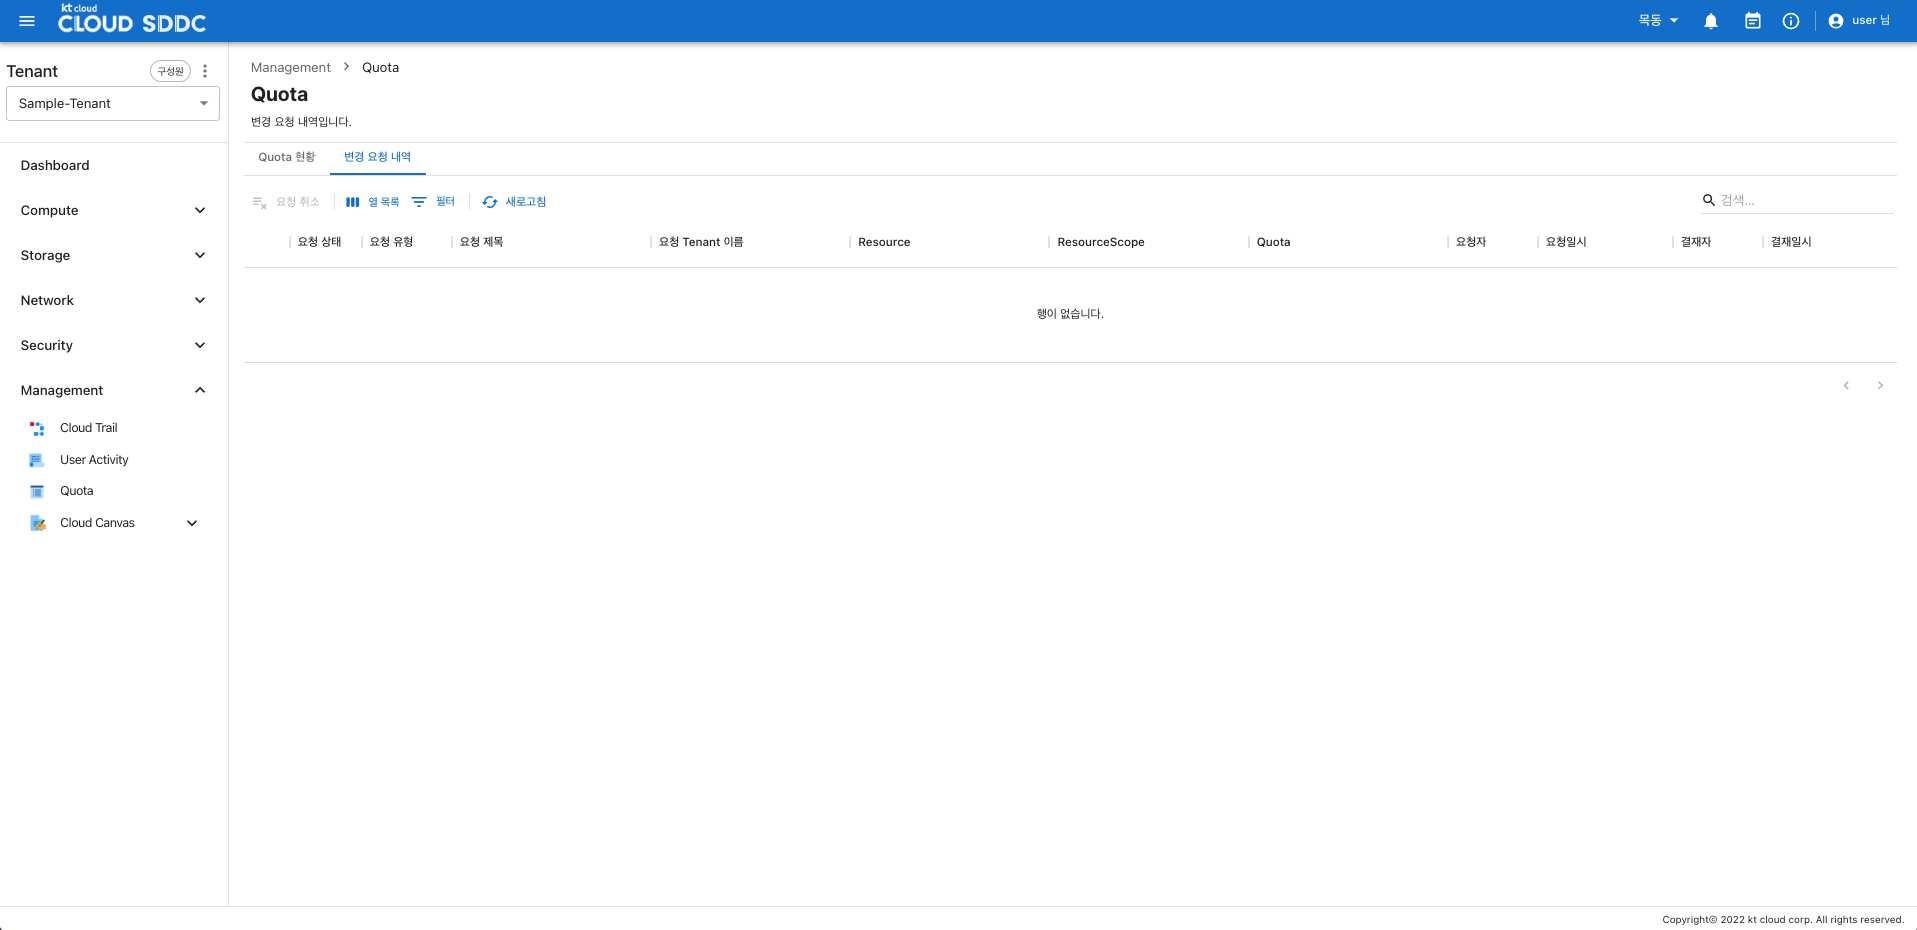 kt cloud
CLOUD SDDC
목동
user 님
Tenant
구성원
Sample-Tenant
Dashboard
Compute
Storage
Network
Security
Management
Cloud Trail
User Activity
Quota
Cloud Canvas
Management > Quota
Quota
변경 요청 내역입니다.
Quota 현황 변경 요청 내역
요청 취소 열 목록 필터 새로고침 검색...
요청 상태 요청 유형 요청 제목 요청 Tenant 이름 Resource ResourceScope Quota 요청자 요청일시 결재자 결재일시
행이 없습니다.
Copyright© 2022 kt cloud corp. All rights reserved.